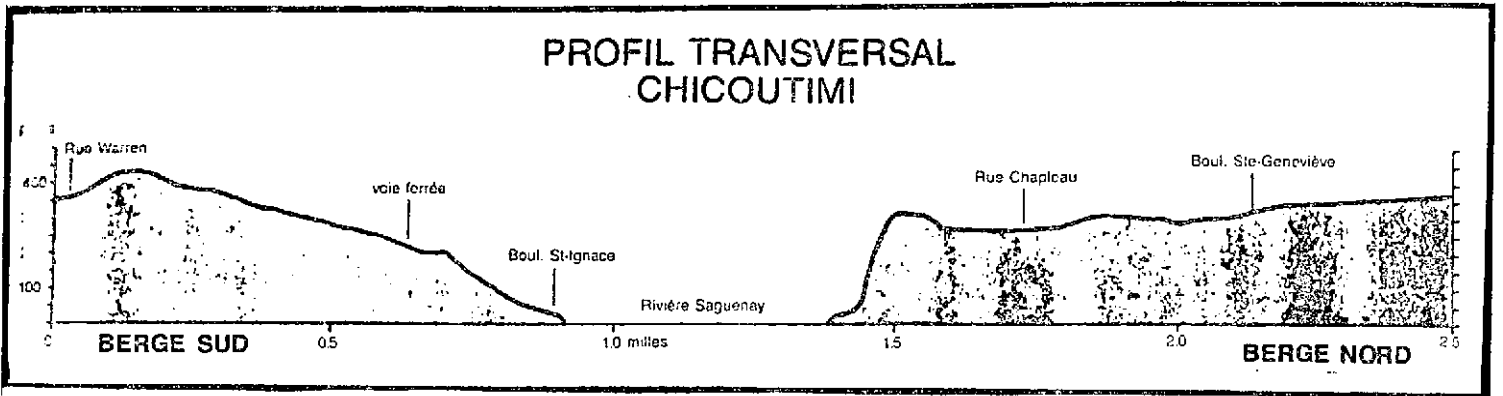 PROFIL TRANSVERSAL
CHICOUTIMI
Rue Warren
voie ferrée
Boul. St-Ignace
Rivière Saguenay
Rue Chapleau
Boul. Ste-Geneviève
400
100
0
0.5
1.0 milles
1.5
2.0
2.5
BERGE SUD
BERGE NORD